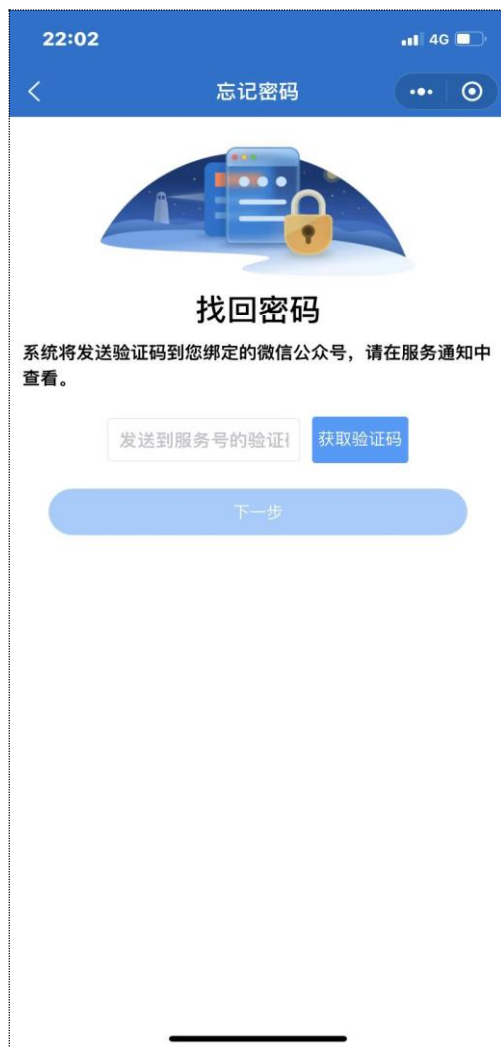 22:02
4G
忘记密码
找回密码
系统将发送验证码到您绑定的微信公众号，请在服务通知中
查看。
发送到服务号的验证
获取验证码
下一步